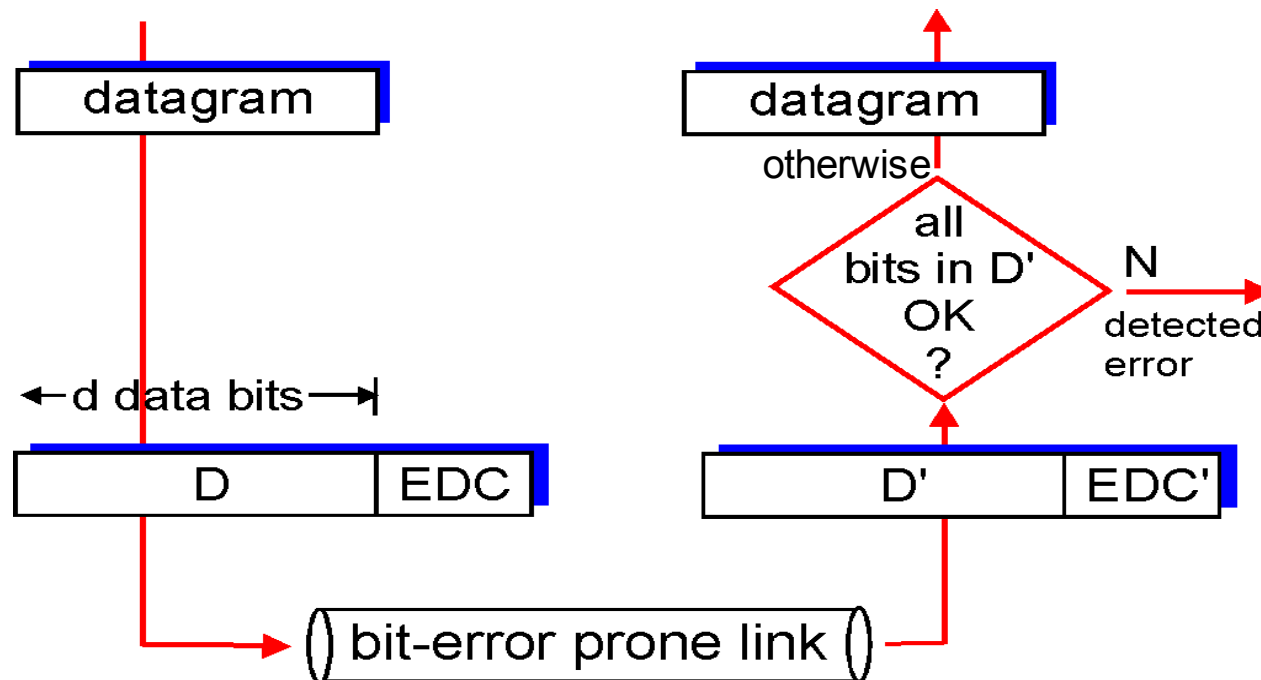 datagram
datagram
otherwise
all
bits in D'
OK
?
N
detected
error
d data bits
D
EDC
D'
EDC'
bit-error prone link